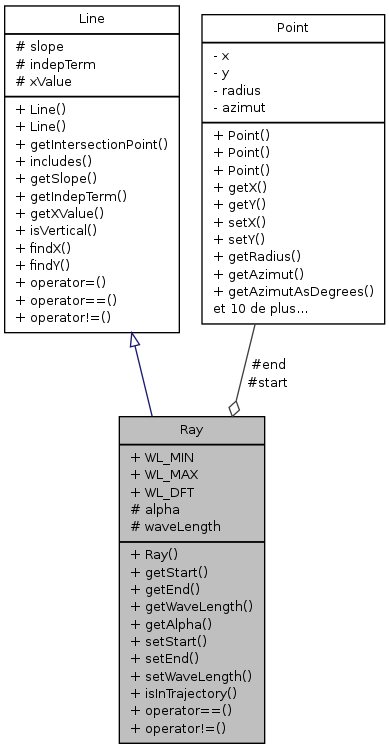 Line
# slope
# indepTerm
# xValue
+ Line()
+ Line()
+ getIntersectionPoint()
+ includes()
+ getSlope()
+ getIndepTerm()
+ getXValue()
+ isVertical()
+ findX()
+ findY()
+ operator=()
+ operator==()
+ operator!=()
Point
- x
- y
- radius
- azimut
+ Point()
+ Point()
+ Point()
+ getX()
+ getY()
+ setX()
+ setY()
+ getRadius()
+ getAzimut()
+ getAzimutAsDegrees()
et 10 de plus...
#end
#start
Ray
+ WL_MIN
+ WL_MAX
+ WL_DFT
# alpha
# waveLength
+ Ray()
+ getStart()
+ getEnd()
+ getWaveLength()
+ getAlpha()
+ setStart()
+ setEnd()
+ setWaveLength()
+ isInTrajectory()
+ operator==()
+ operator!=()